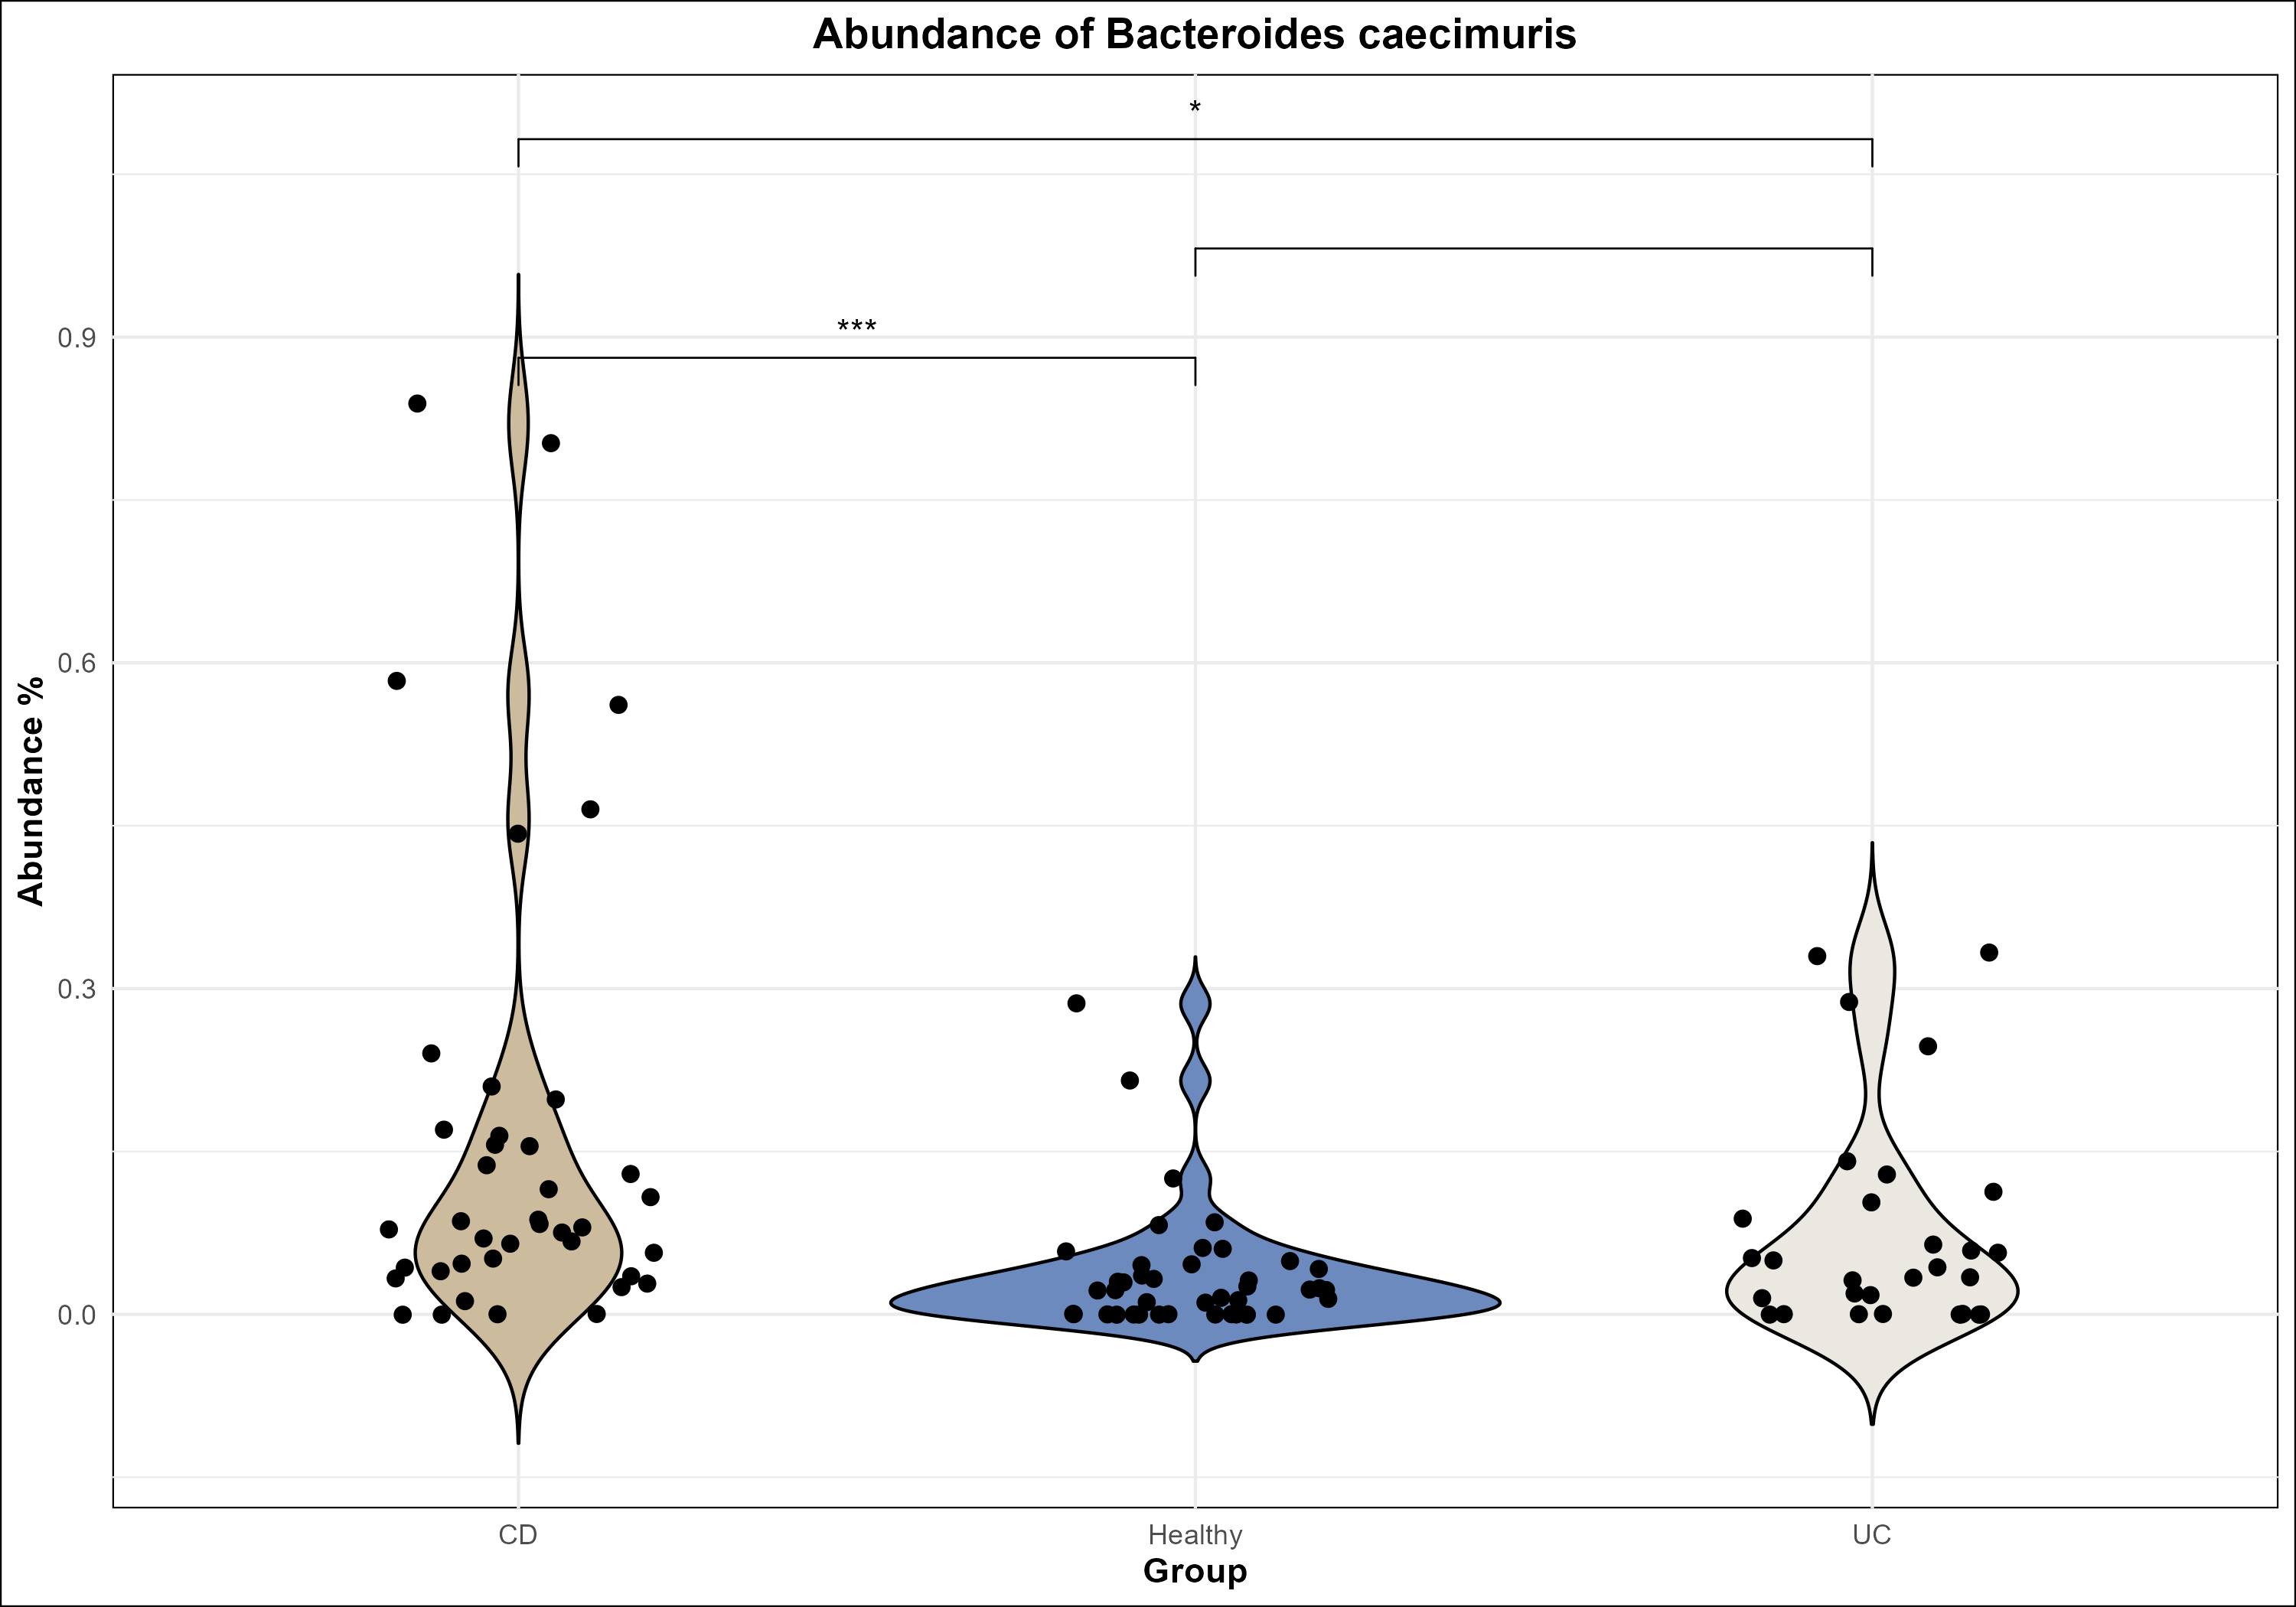 Abundance of Bacteroides caecimuris
*
***
0.9
0.6
0.3
0.0
Abundance %
CD
Healthy
UC
Group